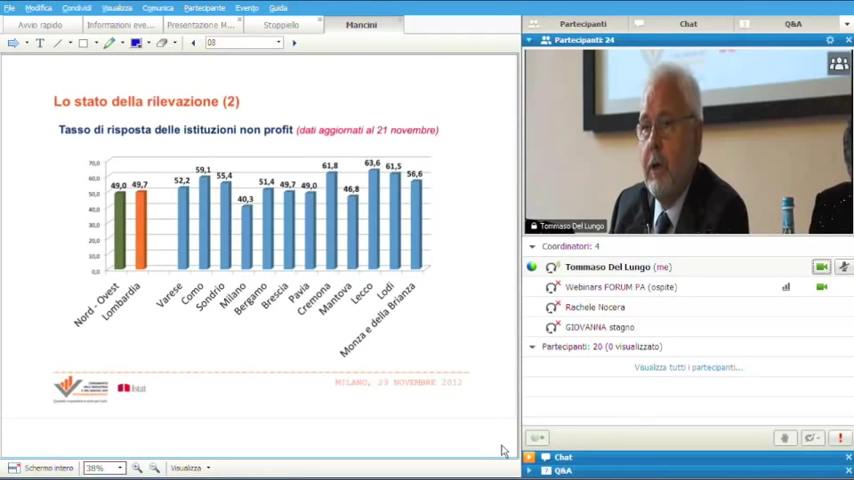 File Modifica Condividi Visualizza Comunica Partecipante Evento Guida
Avvio rapido Informazioni eve... Presentazione M... Stoppiello Mancini
T 03
Lo stato della rilevazione (2)
Tasso di risposta delle istituzioni non profit (dati aggiornati al 21 novembre)
70,0
60,0
50,0
40,0
30,0
20,0
10,0
0,0
49,0 49,7 52,2 59,1 55,4 40,3 51,4 49,7 49,0 61,8 46,8 63,6 61,5 56,6
Nord - Ovest Lombardia Varese Como Sondrio Milano Bergamo Brescia Pavia Cremona Mantova Lecco Lodi Monza e della Brianza
Istat
MILANO, 29 NOVEMBRE 2012
Schermo intero 38% Visualizza
Partecipanti Chat Q&A
Partecipanti: 24
Tommaso Del Lungo
Coordinatori: 4
Tommaso Del Lungo (me)
Webinars FORUM PA (ospite)
Rachele Nocera
GIOVANNA stagno
Partecipanti: 20 (0 visualizzato)
Visualizza tutti i partecipanti...
Chat
Q&A